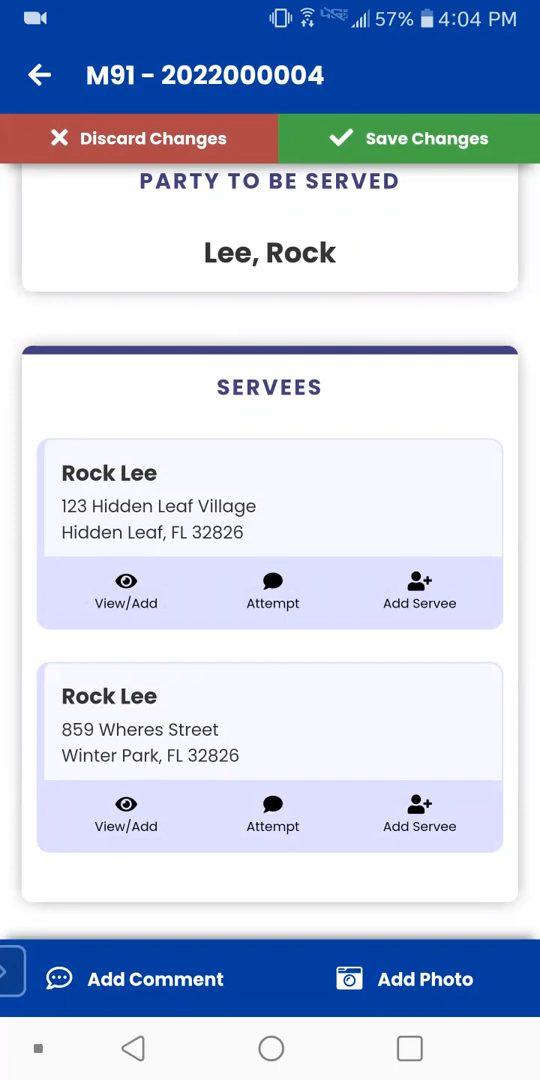 57% 4:04 PM
M91 - 2022000004
Discard Changes
Save Changes
PARTY TO BE SERVED
Lee, Rock
SERVEES
Rock Lee
123 Hidden Leaf Village
Hidden Leaf, FL 32826
View/Add
Attempt
Add Servee
Rock Lee
859 Wheres Street
Winter Park, FL 32826
View/Add
Attempt
Add Servee
Add Comment
Add Photo